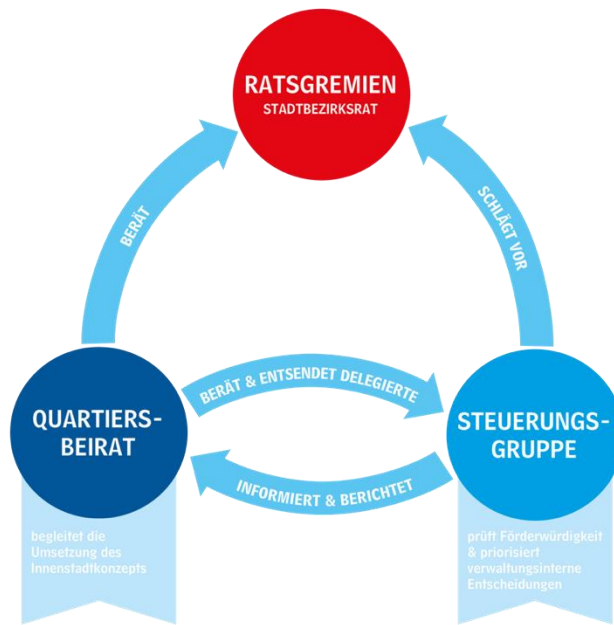 RATSGREMIEN
STADTBEZIRKSRAT
BERÄT
SCHLÄGT VOR
BERÄT & ENTSENDET DELEGIERTE
QUARTIERS-
BEIRAT
STEUERUNGS-
GRUPPE
INFORMIERT & BERICHTET
begleitet die
Umsetzung des
Innenstadtkonzepts
prüft Förderwürdigkeit
& priorisiert
verwaltungsinterne
Entscheidungen